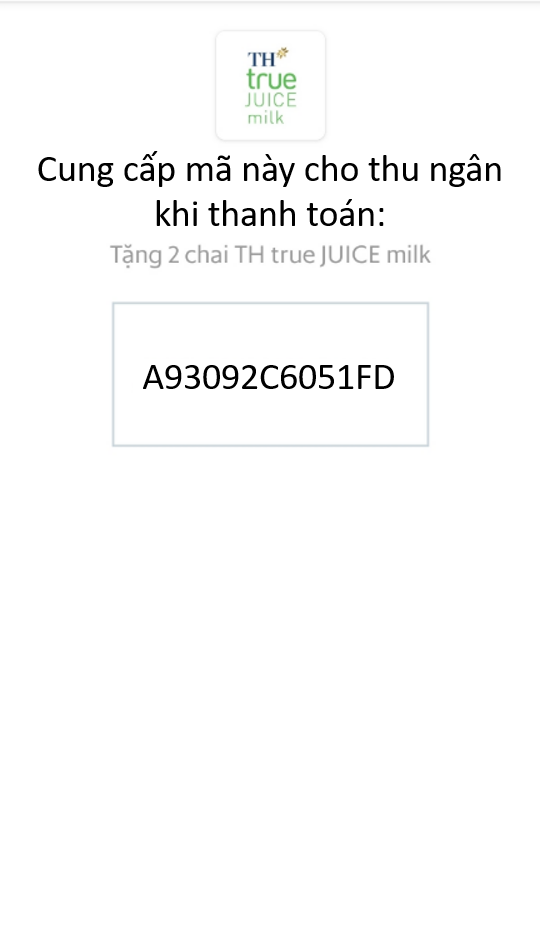 TH
true
JUICE
milk
Cung cấp mã này cho thu ngân
khi thanh toán:
Tặng 2 chai TH true JUICE milk
A93092C6051FD